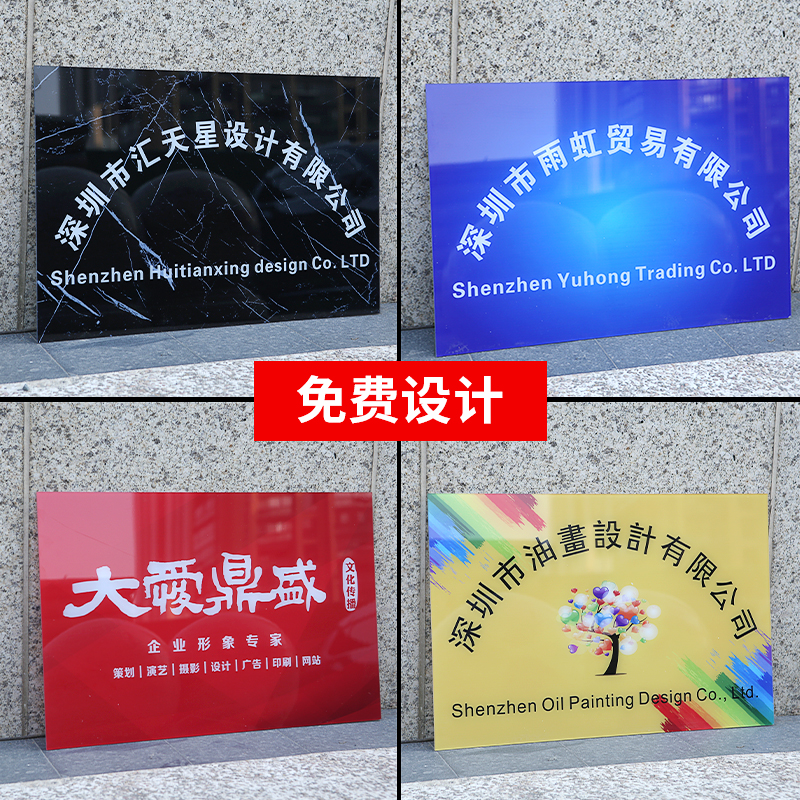 深圳市汇天星设计有限公司
Shenzhen Huitianxing design Co. LTD
深圳市雨虹贸易有限公司
Shenzhen Yuhong Trading Co. LTD
免费设计
大爱鼎盛
文化传播
企业形象专家
策划|演艺|摄影|设计|广告|印刷|网站
深圳市油畫設計有限公司
Shenzhen Oil Painting Design Co., Ltd.